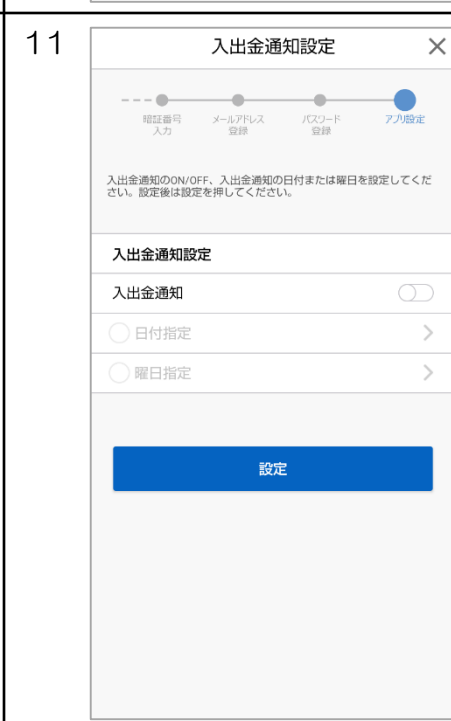 11
入出金通知設定
暗証番号
入力
メールアドレス
登録
パスワード
登録
アプリ設定
入出金通知のON/OFF、入出金通知の日付または曜日を設定してくだ
さい。設定後は設定を押してください。
入出金通知設定
入出金通知
日付指定
曜日指定
設定